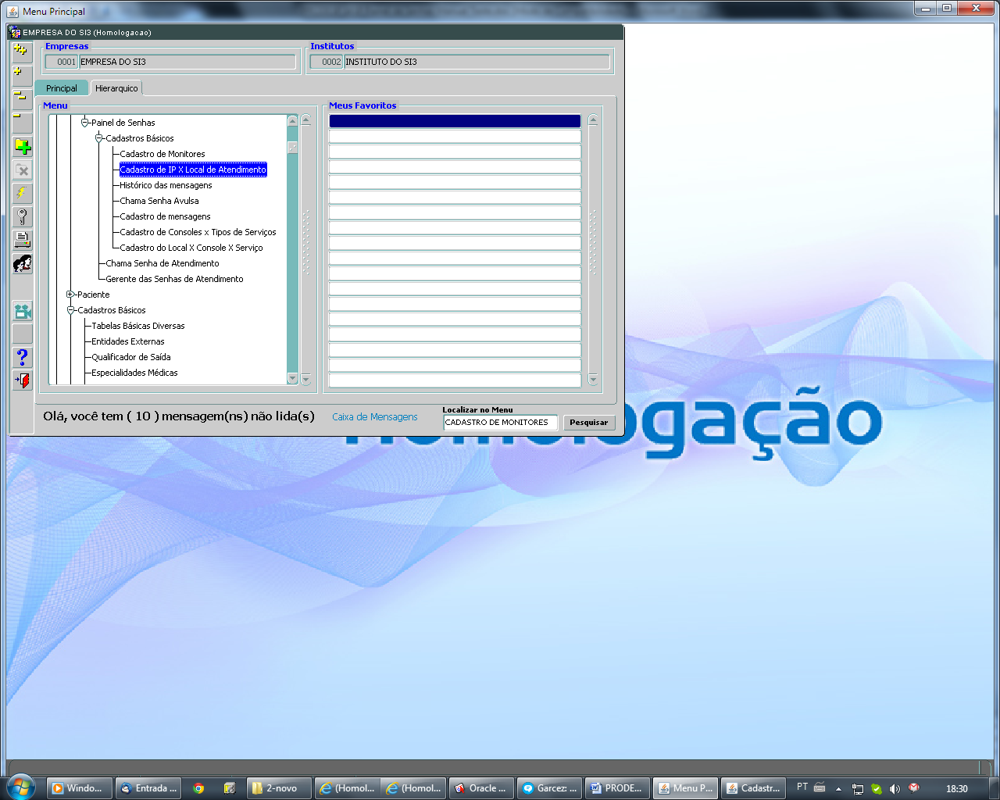 Menu Principal
EMPRESA DO SI3 (Homologacao)
Empresas
0001 EMPRESA DO SI3
Institutos
0002 INSTITUTO DO SI3
Principal
Hierarquico
Menu
Painel de Senhas
Cadastros Básicos
Cadastro de Monitores
Cadastro de IP X Local de Atendimento
Histórico das mensagens
Chama Senha Avulsa
Cadastro de mensagens
Cadastro de Consoles x Tipos de Serviços
Cadastro do Local X Console X Serviço
Chama Senha de Atendimento
Gerente das Senhas de Atendimento
Paciente
Cadastros Básicos
Tabelas Básicas Diversas
Entidades Externas
Qualificador de Saída
Especialidades Médicas
Meus Favoritos
Olá, você tem ( 10 ) mensagem(ns) não lida(s)
Caixa de Mensagens
Localizar no Menu
CADASTRO DE MONITORES
Pesquisar
Homologação
Windo...
Entrada ...
2-novo
(Homol...
(Homol...
Oracle ...
Garcez: ...
PRODE...
Menu P...
Cadastr...
PT
18:30